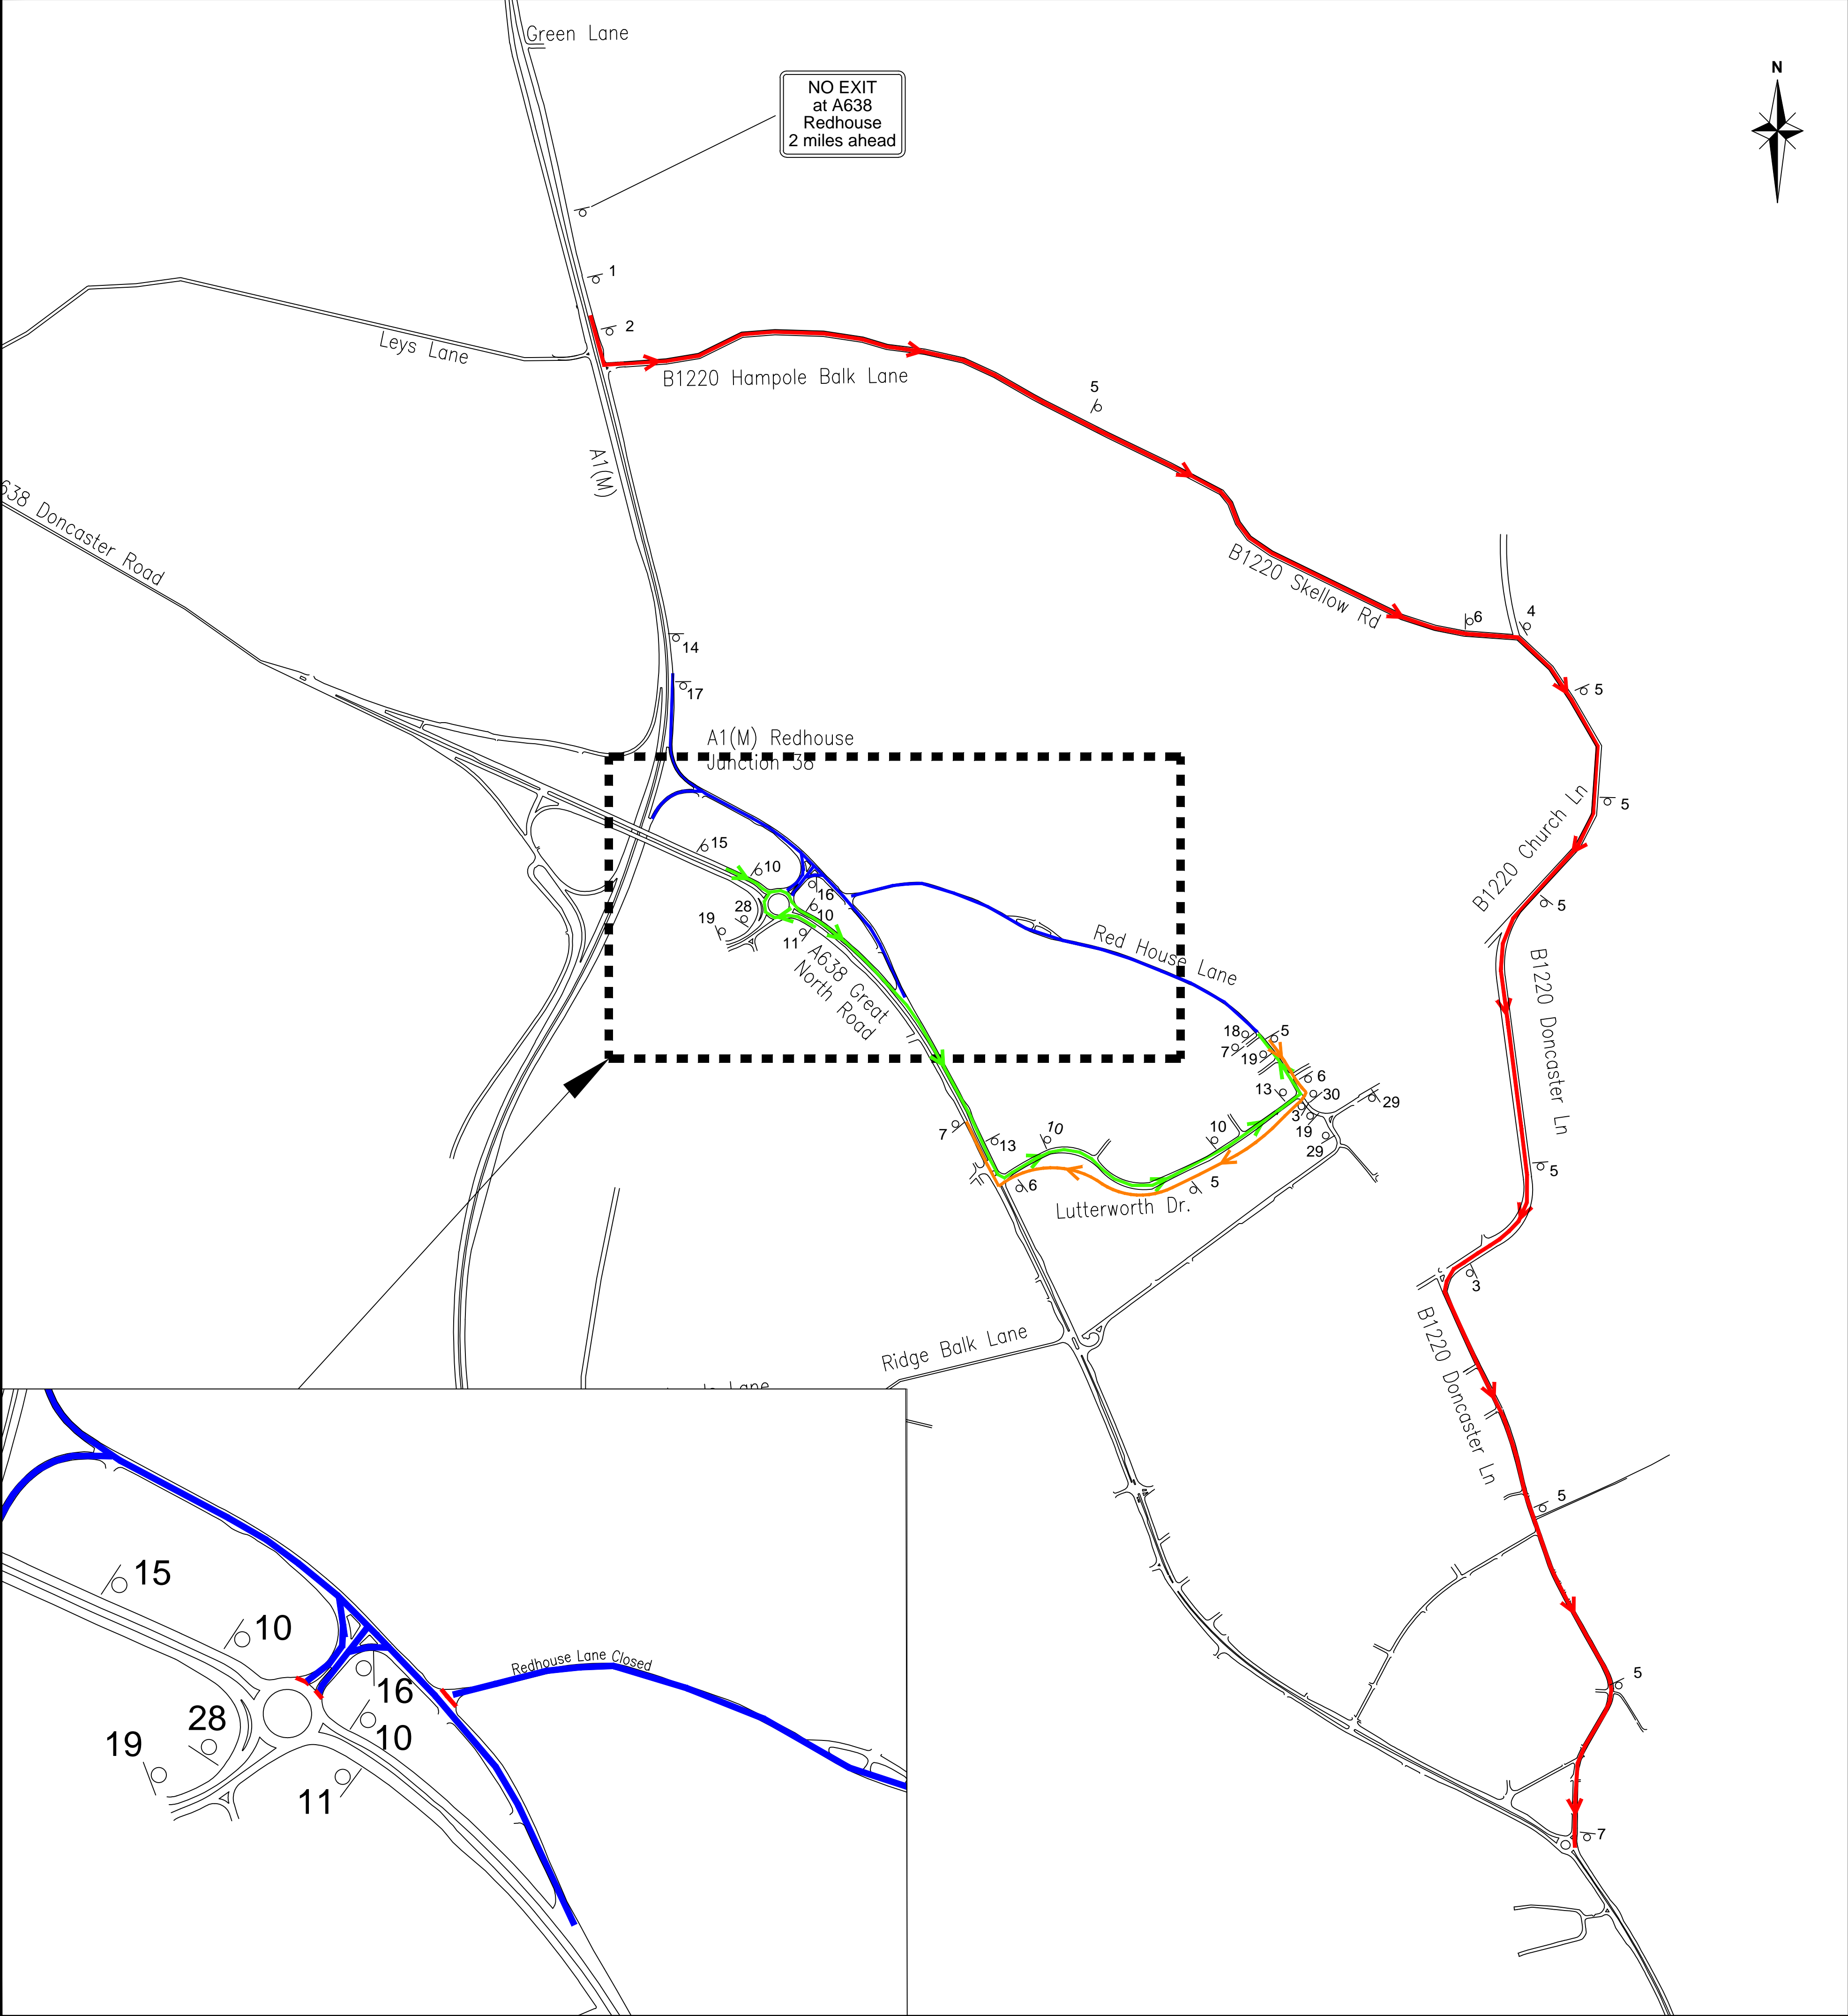 Green Lane
NO EXIT
at A638
Redhouse
2 miles ahead
N
1
2
Leys Lane
B1220 Hampole Balk Lane
5
A1(M)
638 Doncaster Road
B1220 Skellow Rd
6
4
14
5
17
A1(M) Redhouse
Junction 38
5
B1220 Church Ln
15
10
16
5
28
10
19
11
A638 Great
North Road
Red House Lane
B1220 Doncaster Ln
18
5
7
19
6
13
30
3
29
19
29
7
13
10
10
6
5
5
Lutterworth Dr.
3
Ridge Balk Lane
B1220 Doncaster Ln
Lane
5
15
10
Redhouse Lane Closed
16
28
10
19
11
5
7